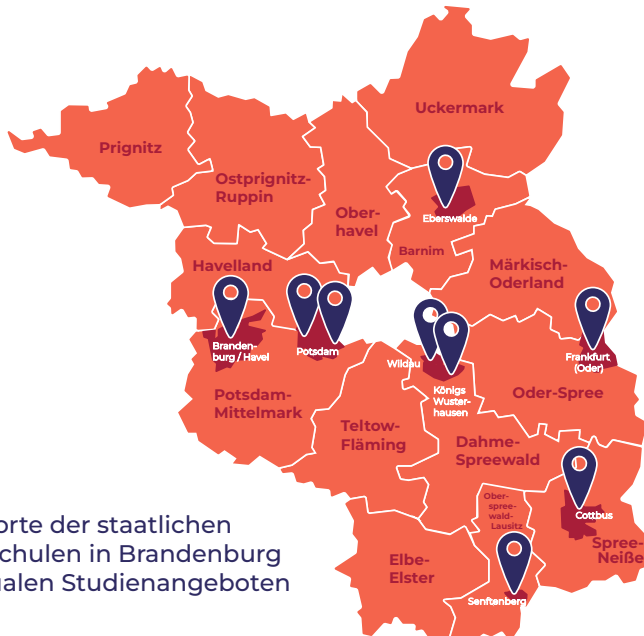 Uckermark
Prignitz
Ostprignitz-
Ruppin
Ober-
havel
Eberswalde
Barnim
Havelland
Märkisch-
Oderland
Branden-
burg / Havel
Potsdam
Wildau
Königs
Wuster-
hausen
Frankfurt
(Oder)
Potsdam-
Mittelmark
Oder-Spree
Teltow-
Fläming
Dahme-
Spreewald
Ober-
spree-
wald-
Lausitz
Cottbus
Spree-
Neiße
Elbe-
Elster
Senftenberg
orte der staatlichen
chulen in Brandenburg
ualen Studienangeboten